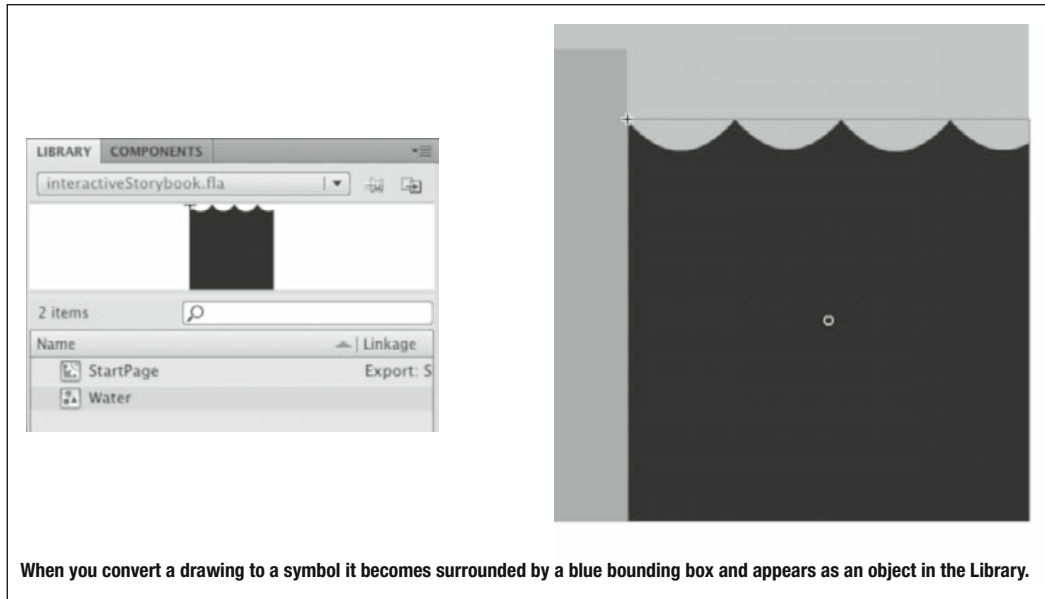 LIBRARY COMPONENTS
interactiveStorybook.fla
2 items
Name Linkage
StartPage Export: S
Water
When you convert a drawing to a symbol it becomes surrounded by a blue bounding box and appears as an object in the Library.